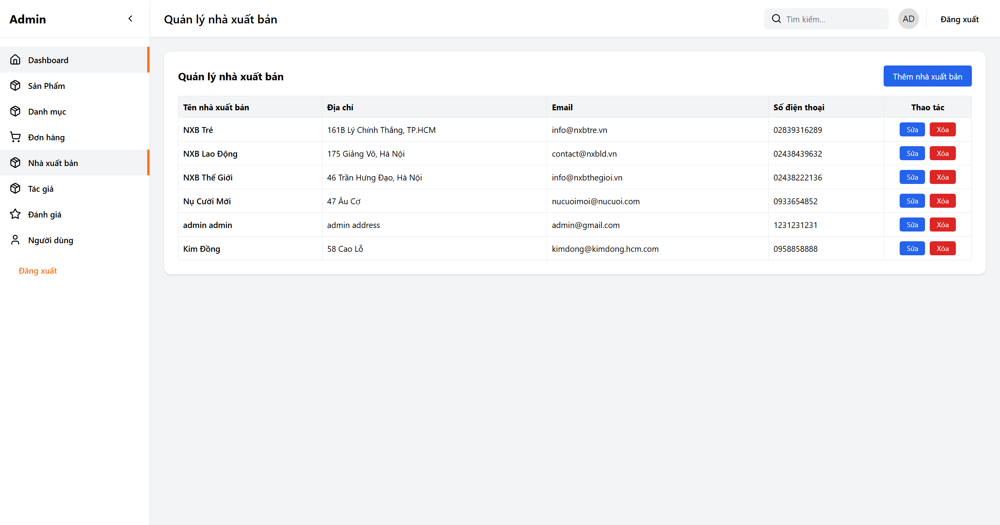 Admin
Dashboard
Sản Phẩm
Danh mục
Đơn hàng
Nhà xuất bản
Tác giả
Đánh giá
Người dùng
Đăng xuất
Quản lý nhà xuất bản
Tìm kiếm...
AD
Đăng xuất
Quản lý nhà xuất bản
Thêm nhà xuất bản
Tên nhà xuất bản Địa chỉ Email Số điện thoại Thao tác
NXB Trẻ 161B Lý Chính Thắng, TP.HCM info@nxbtre.vn 02839316289 Sửa Xóa
NXB Lao Động 175 Giảng Võ, Hà Nội contact@nxbld.vn 02438439632 Sửa Xóa
NXB Thế Giới 46 Trần Hưng Đạo, Hà Nội info@nxbthegioi.vn 02438222136 Sửa Xóa
Nụ Cười Mới 47 Âu Cơ nucuoimoi@nucuoi.com 0933654852 Sửa Xóa
admin admin admin address admin@gmail.com 1231231231 Sửa Xóa
Kim Đồng 58 Cao Lỗ kimdong@kimdong.hcm.com 0958858888 Sửa Xóa